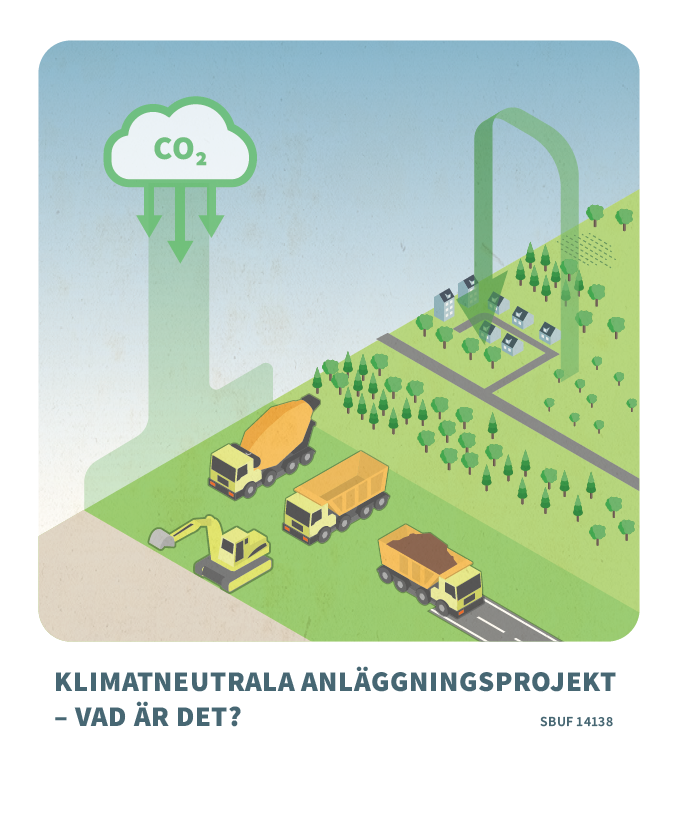 CO₂
KLIMATNEUTRALA ANLÄGGNINGSPROJEKT
– VAD ÄR DET?
SBUF 14138